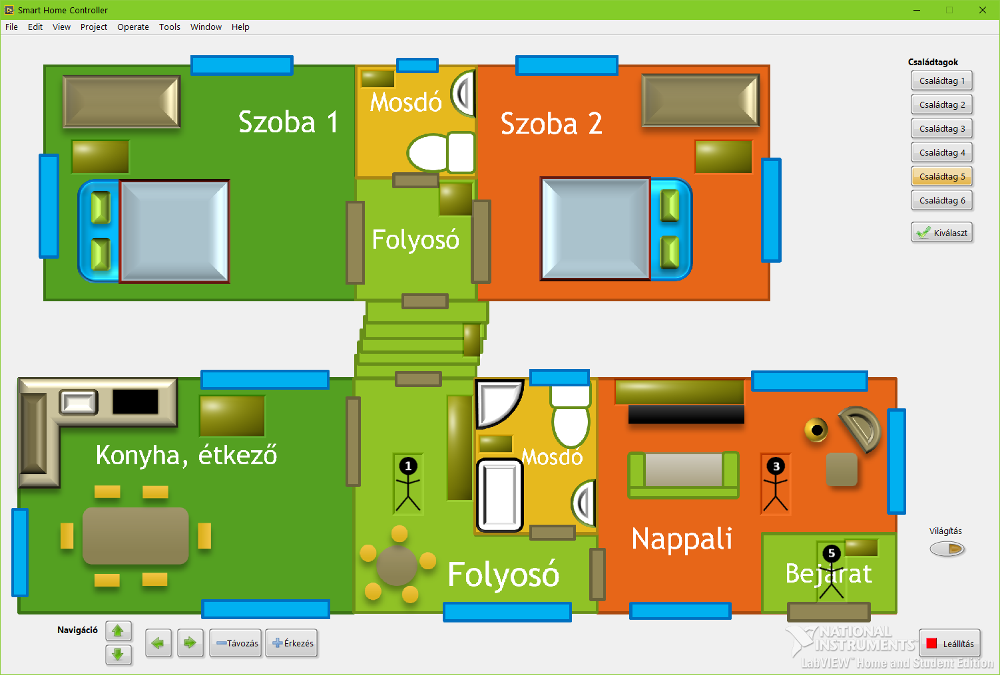 Smart Home Controller
File Edit View Project Operate Tools Window Help
Családtagok
Családtag 1
Családtag 2
Családtag 3
Családtag 4
Családtag 5
Családtag 6
Kiválaszt
Szoba 1
Mosdó
Szoba 2
Folyosó
Konyha, étkező
1
Mosdó
3
Nappali
Világítás
5
Folyosó
Bejárat
Navigáció
Távozás
Érkezés
NATIONAL
INSTRUMENTS™
LabVIEW™ Home and Student Edition
Leállítás